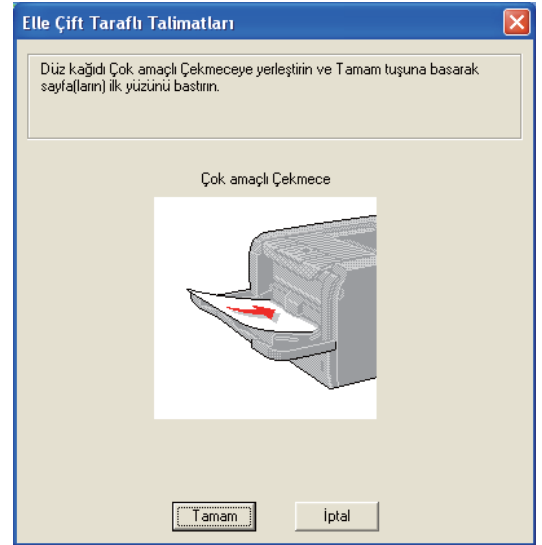 Elle Çift Taraflı Talimatları
Düz kağıdı Çok amaçlı Çekmeceye yerleştirin ve Tamam tuşuna basarak
sayfa(ların) ilk yüzünü bastırın.
Çok amaçlı Çekmece
Tamam
İptal